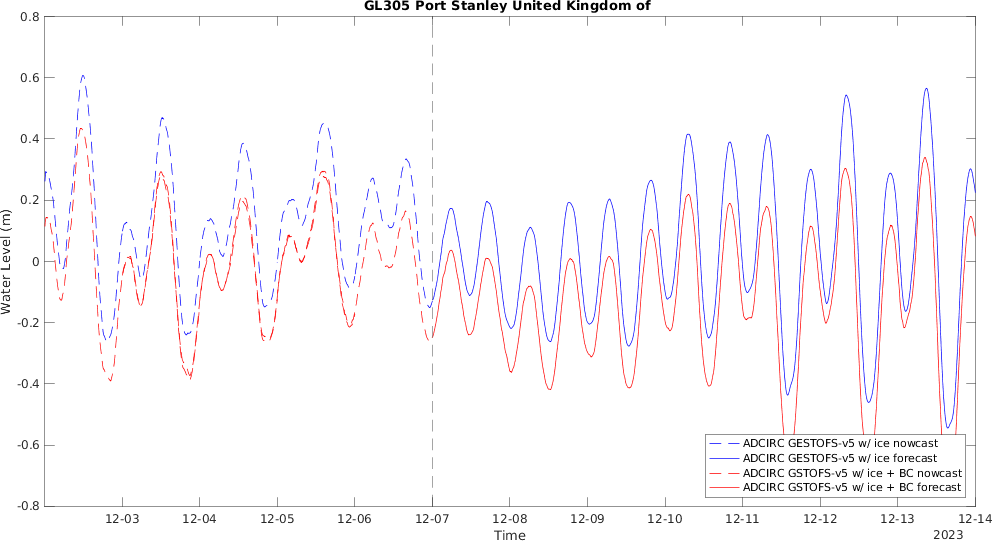 GL305 Port Stanley United Kingdom of
0.8
0.6
0.4
0.2
0
-0.2
-0.4
-0.6
-0.8
Water Level (m)
ADCIRC GESTOFS-v5 w/ ice nowcast
ADCIRC GESTOFS-v5 w/ ice forecast
ADCIRC GSTOFS-v5 w/ ice + BC nowcast
ADCIRC GSTOFS-v5 w/ ice + BC forecast
12-03 12-04 12-05 12-06 12-07 12-08 12-09 12-10 12-11 12-12 12-13 12-14
Time
2023